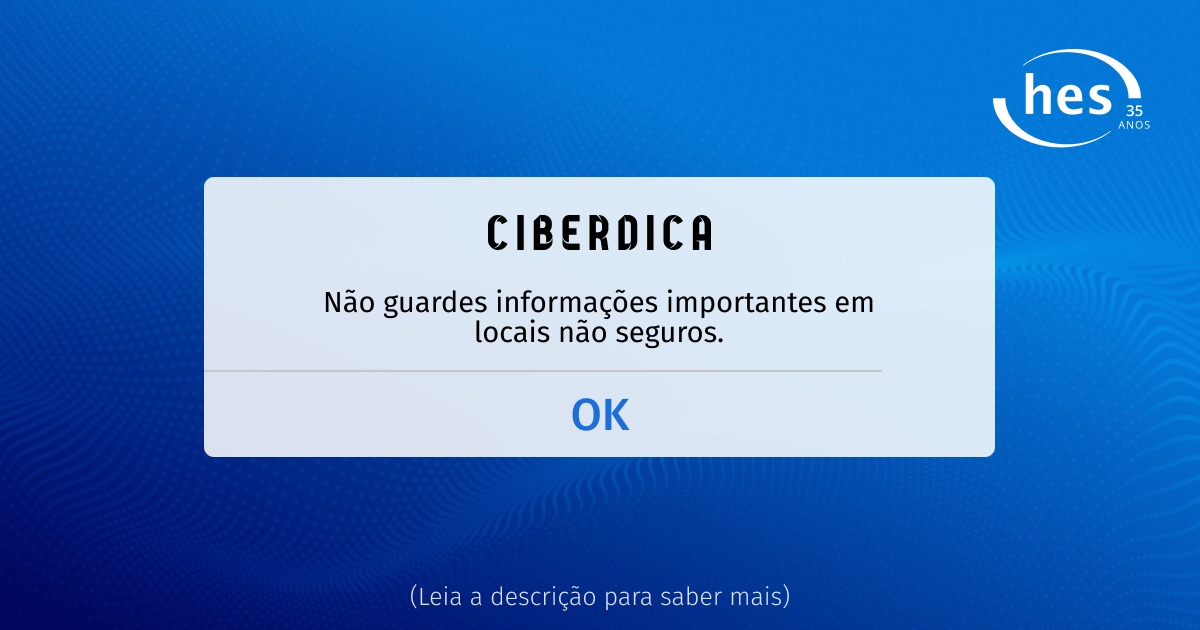 hes
35
ANOS
CIBERDICA
Não guardes informações importantes em
locais não seguros.
OK
(Leia a descrição para saber mais)